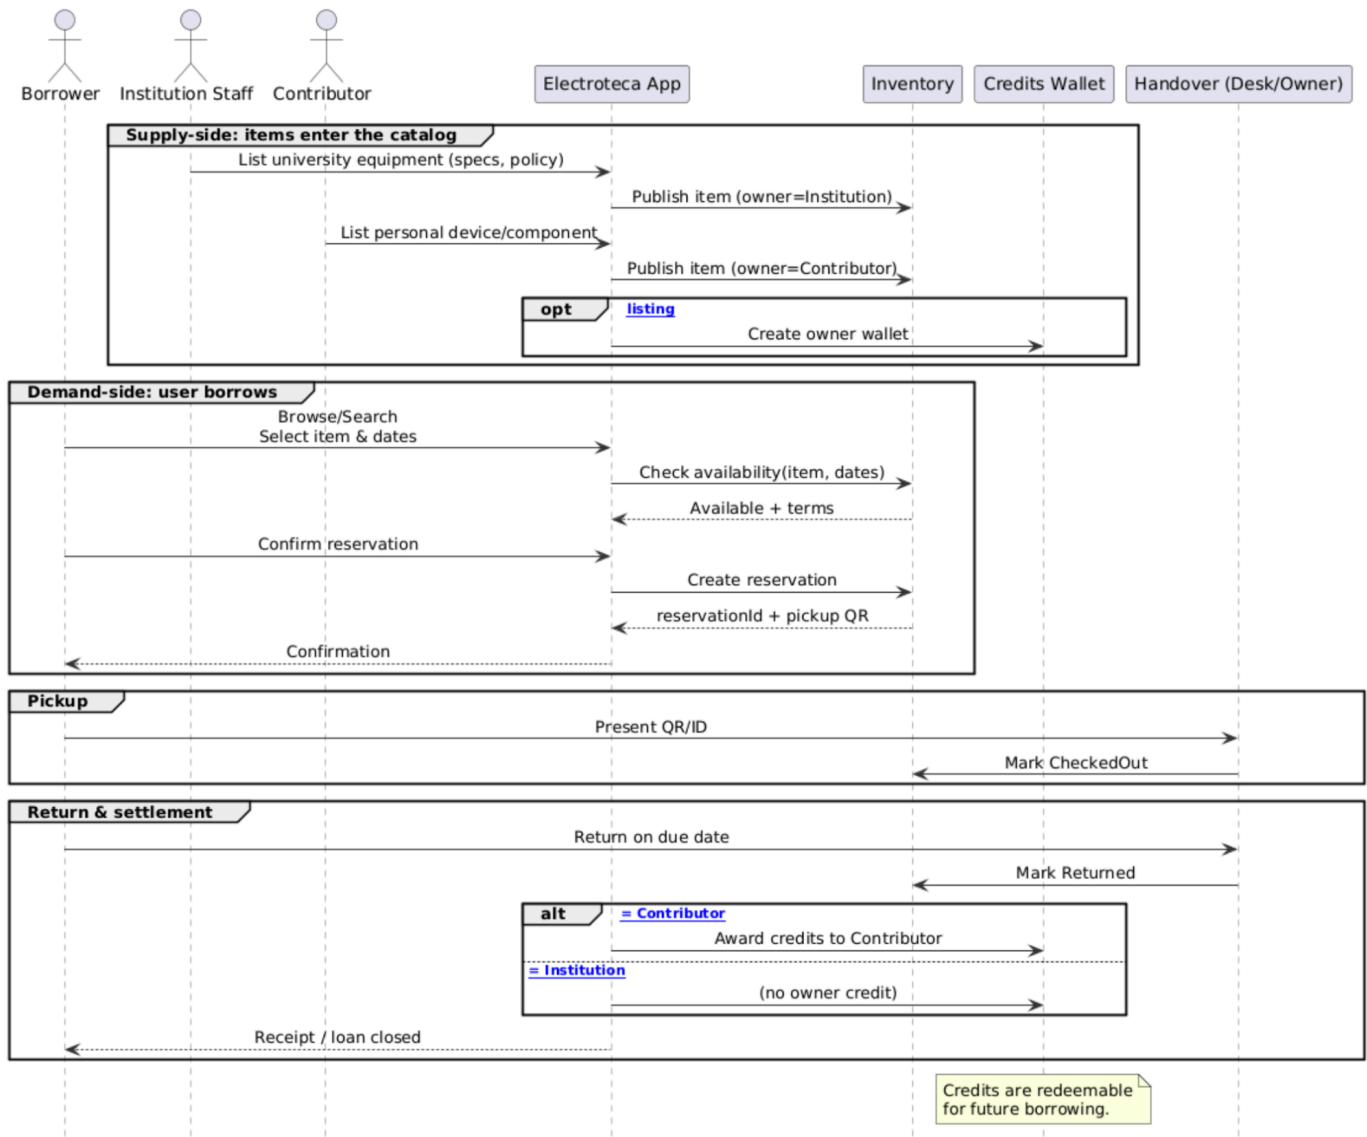 Borrower
Institution Staff
Contributor
Electroteca App
Inventory
Credits Wallet
Handover (Desk/Owner)
Supply-side: items enter the catalog
List university equipment (specs, policy)
Publish item (owner=Institution)
List personal device/component
Publish item (owner=Contributor)
opt
listing
Create owner wallet
Demand-side: user borrows
Browse/Search
Select item & dates
Check availability(item, dates)
Available + terms
Confirm reservation
Create reservation
reservationId + pickup QR
Confirmation
Pickup
Present QR/ID
Mark CheckedOut
Return & settlement
Return on due date
Mark Returned
alt
= Contributor
Award credits to Contributor
= Institution
(no owner credit)
Receipt / loan closed
Credits are redeemable
for future borrowing.